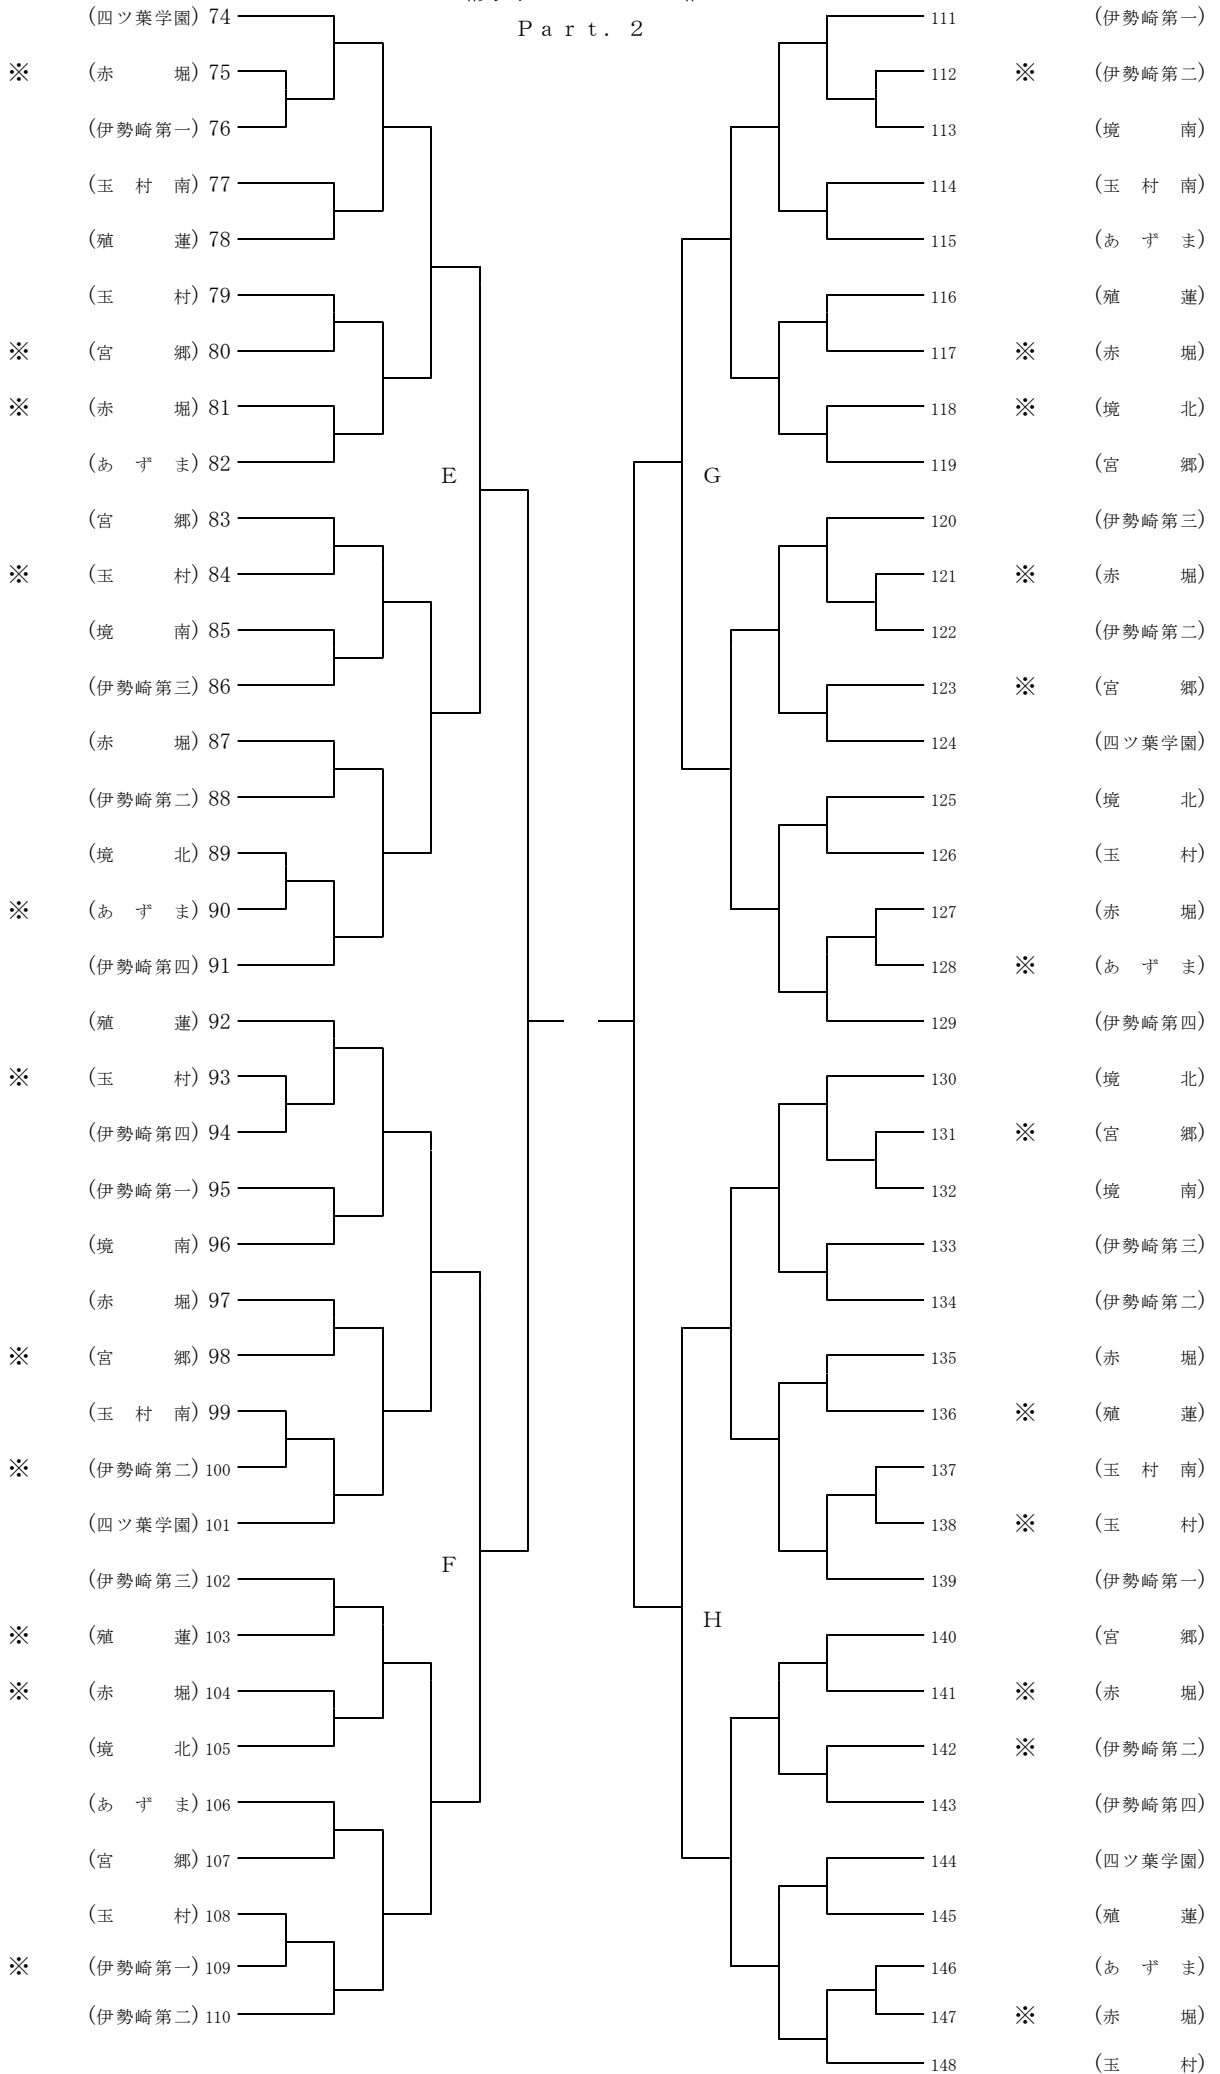 Part. 2
(四ツ葉学園) 74
※ (赤 堀) 75
(伊勢崎第一) 76
(玉 村 南) 77
(殖 蓮) 78
(玉 村) 79
※ (宮 郷) 80
※ (赤 堀) 81
(あ ず ま) 82
E
(宮 郷) 83
※ (玉 村) 84
(境 南) 85
(伊勢崎第三) 86
(赤 堀) 87
(伊勢崎第二) 88
(境 北) 89
※ (あ ず ま) 90
(伊勢崎第四) 91
(殖 蓮) 92
※ (玉 村) 93
(伊勢崎第四) 94
(伊勢崎第一) 95
(境 南) 96
(赤 堀) 97
※ (宮 郷) 98
(玉 村 南) 99
※ (伊勢崎第二) 100
(四ツ葉学園) 101
F
(伊勢崎第三) 102
※ (殖 蓮) 103
※ (赤 堀) 104
(境 北) 105
(あ ず ま) 106
(宮 郷) 107
(玉 村) 108
※ (伊勢崎第一) 109
(伊勢崎第二) 110
111 (伊勢崎第一)
112 ※ (伊勢崎第二)
113 (境 南)
114 (玉 村 南)
115 (あ ず ま)
116 (殖 蓮)
117 ※ (赤 堀)
118 ※ (境 北)
119 (宮 郷)
G
120 (伊勢崎第三)
121 ※ (赤 堀)
122 (伊勢崎第二)
123 ※ (宮 郷)
124 (四ツ葉学園)
125 (境 北)
126 (玉 村)
127 (赤 堀)
128 ※ (あ ず ま)
129 (伊勢崎第四)
130 (境 北)
131 ※ (宮 郷)
132 (境 南)
133 (伊勢崎第三)
134 (伊勢崎第二)
135 (赤 堀)
136 ※ (殖 蓮)
137 (玉 村 南)
138 ※ (玉 村)
139 (伊勢崎第一)
H
140 (宮 郷)
141 ※ (赤 堀)
142 ※ (伊勢崎第二)
143 (伊勢崎第四)
144 (四ツ葉学園)
145 (殖 蓮)
146 (あ ず ま)
147 ※ (赤 堀)
148 (玉 村)